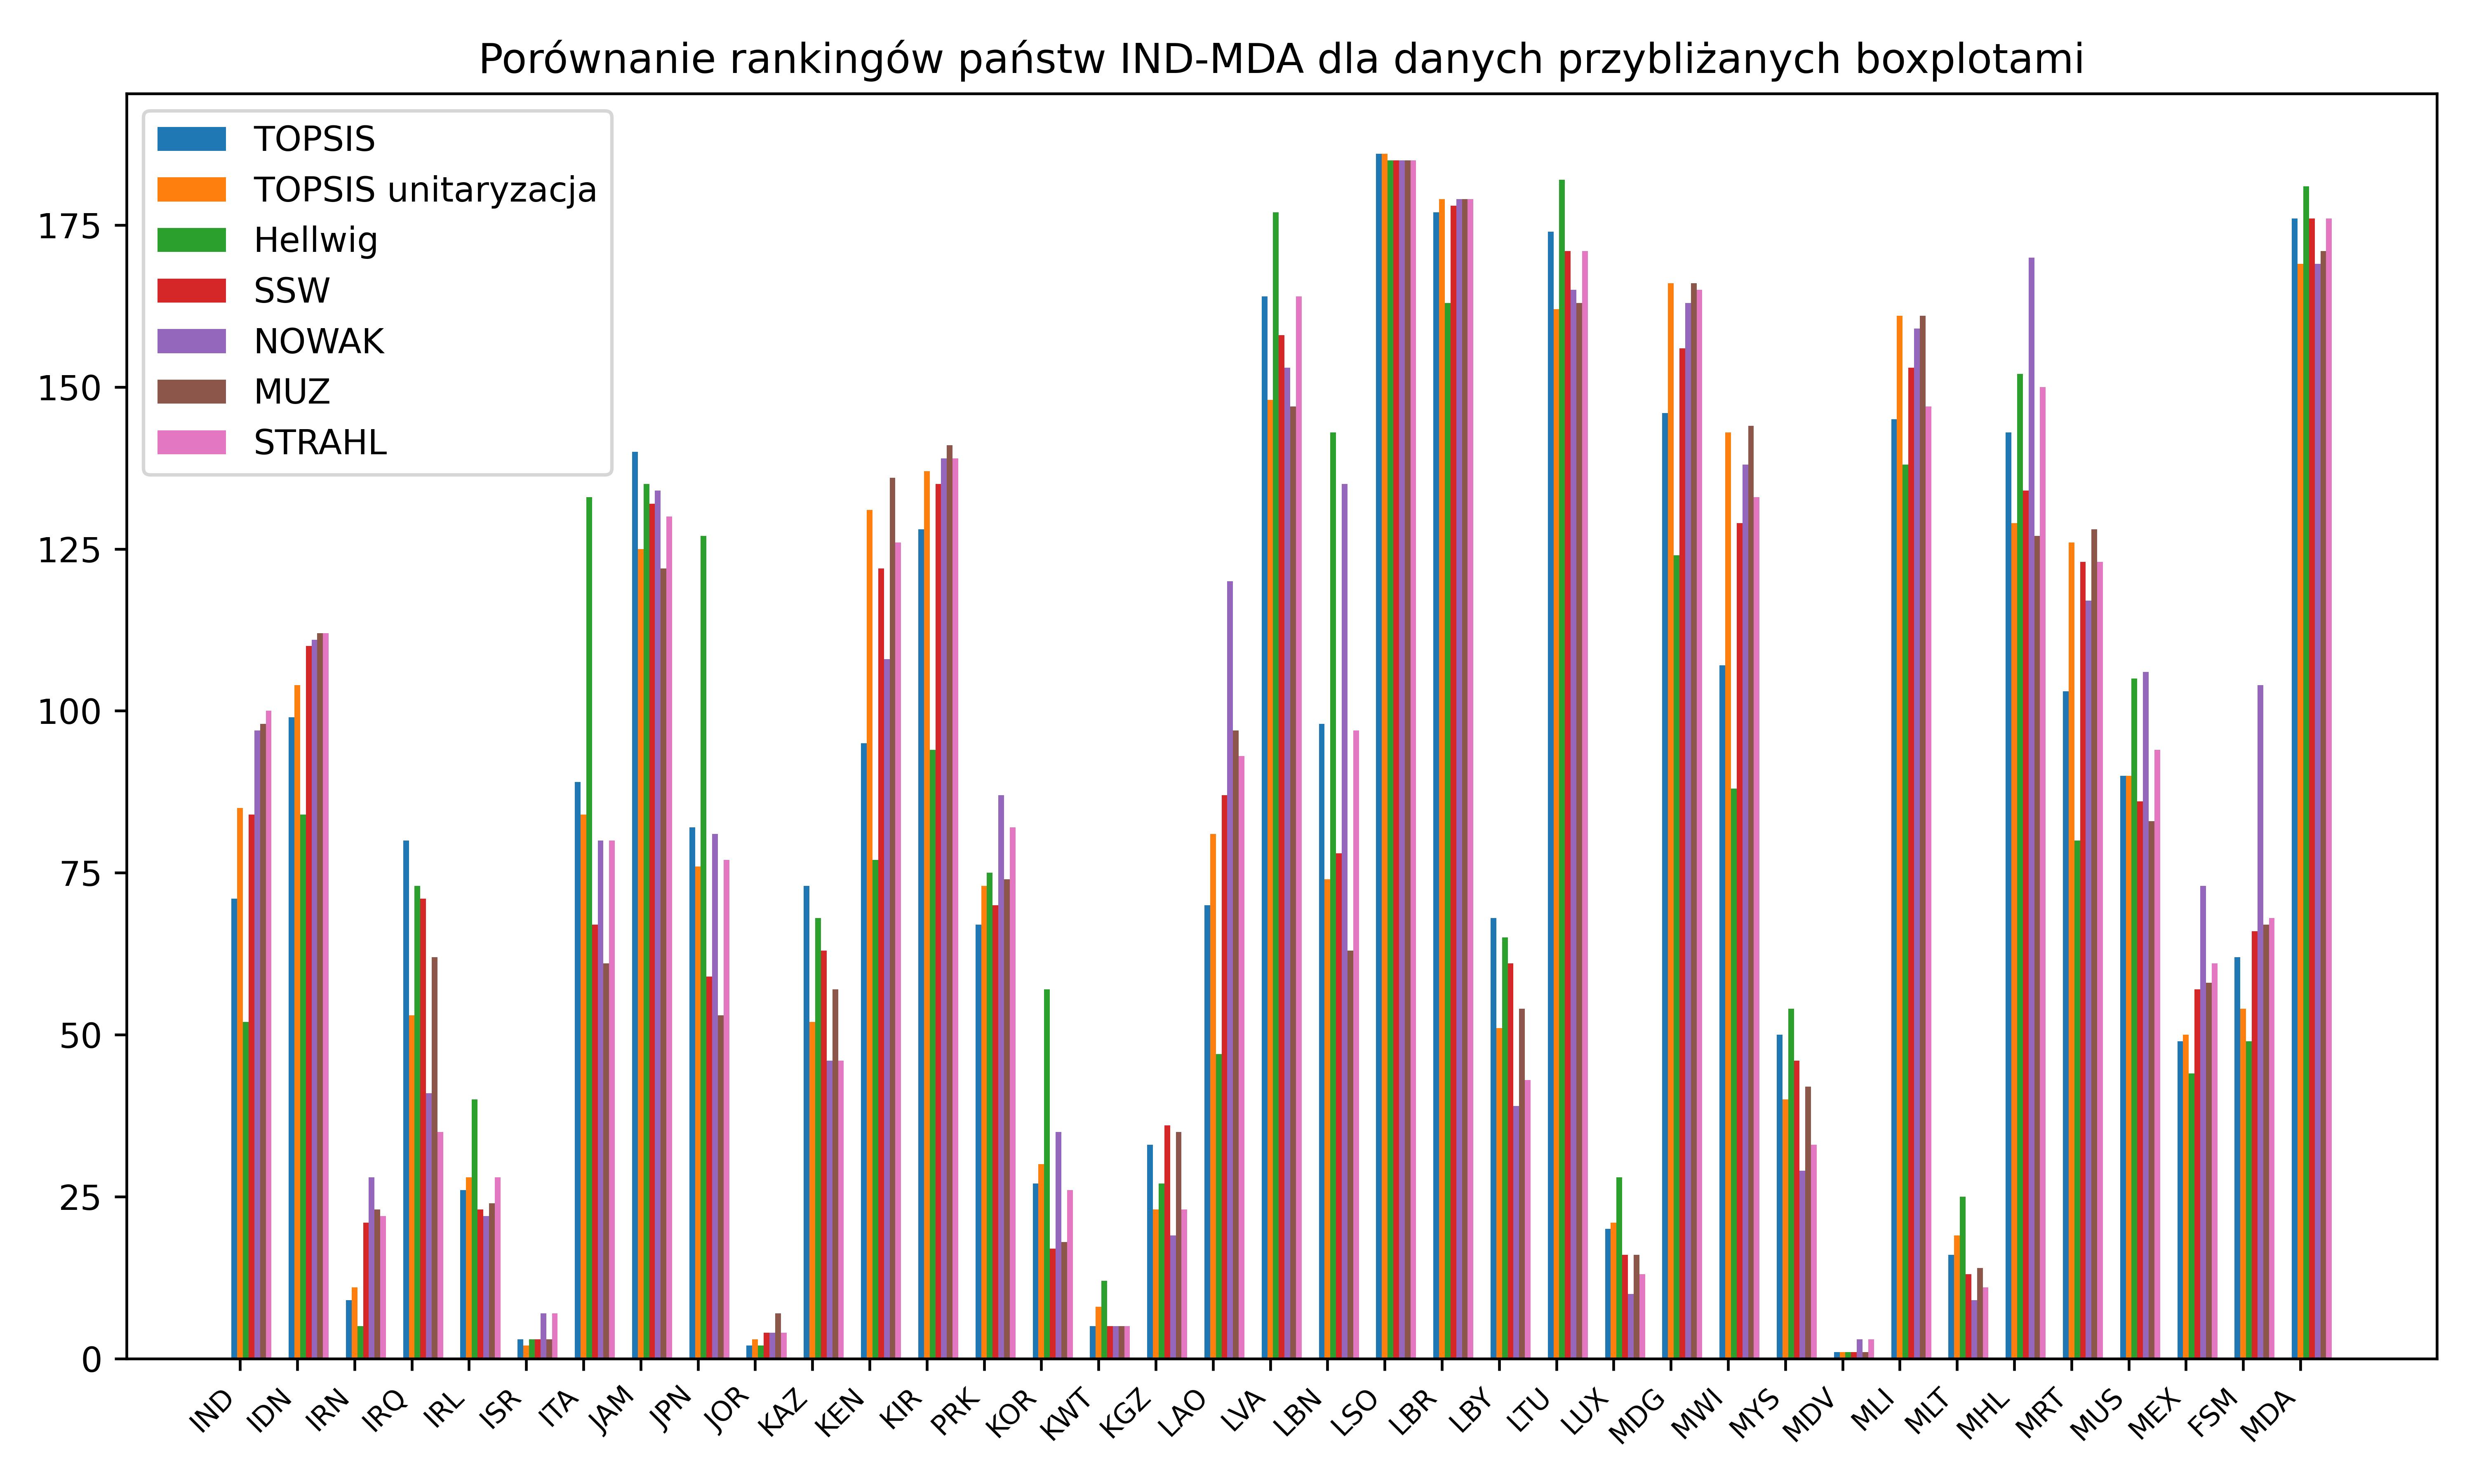 Porównanie rankingów państw IND-MDA dla danych przybliżanych boxplotami
TOPSIS
TOPSIS unitaryzacja
Hellwig
SSW
NOWAK
MUZ
STRAHL
175
150
125
100
75
50
25
0
IND IDN IRN IRQ IRL ISR ITA JAM JPN JOR KAZ KEN KIR PRK KOR KWT KGZ LAO LVA LBN LSO LBR LBY LTU LUX MDG MWI MYS MDV MLI MLT MHL MRT MUS MEX FSM MDA